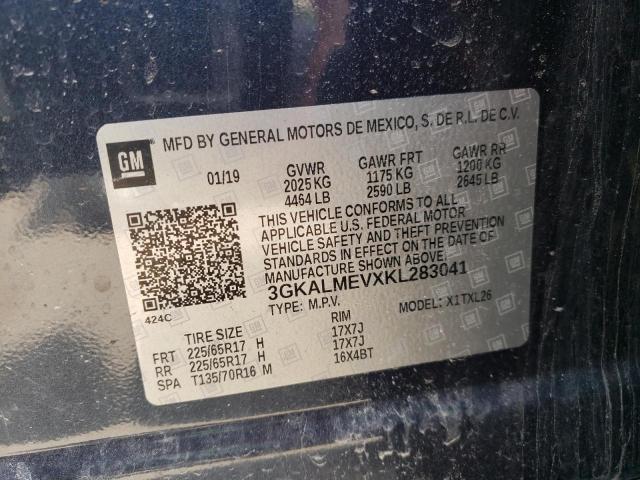 GM
MFD BY GENERAL MOTORS DE MEXICO, S. DE R.L. DE C.V.
01/19 GVWR GAWR FRT GAWR RR
2025 KG 1175 KG 1200 KG
4464 LB 2590 LB 2645 LB
THIS VEHICLE CONFORMS TO ALL
APPLICABLE U.S. FEDERAL MOTOR
VEHICLE SAFETY AND THEFT PREVENTION
STANDARDS IN EFFECT ON THE DATE OF
MANUFACTURE SHOWN ABOVE.
3GKALMEVXKL283041
424C TYPE: M.P.V. MODEL: X1TXL26
TIRE SIZE RIM
FRT 225/65R17 H 17X7J
RR 225/65R17 H 17X7J
SPA T135/70R16 M 16X4BT